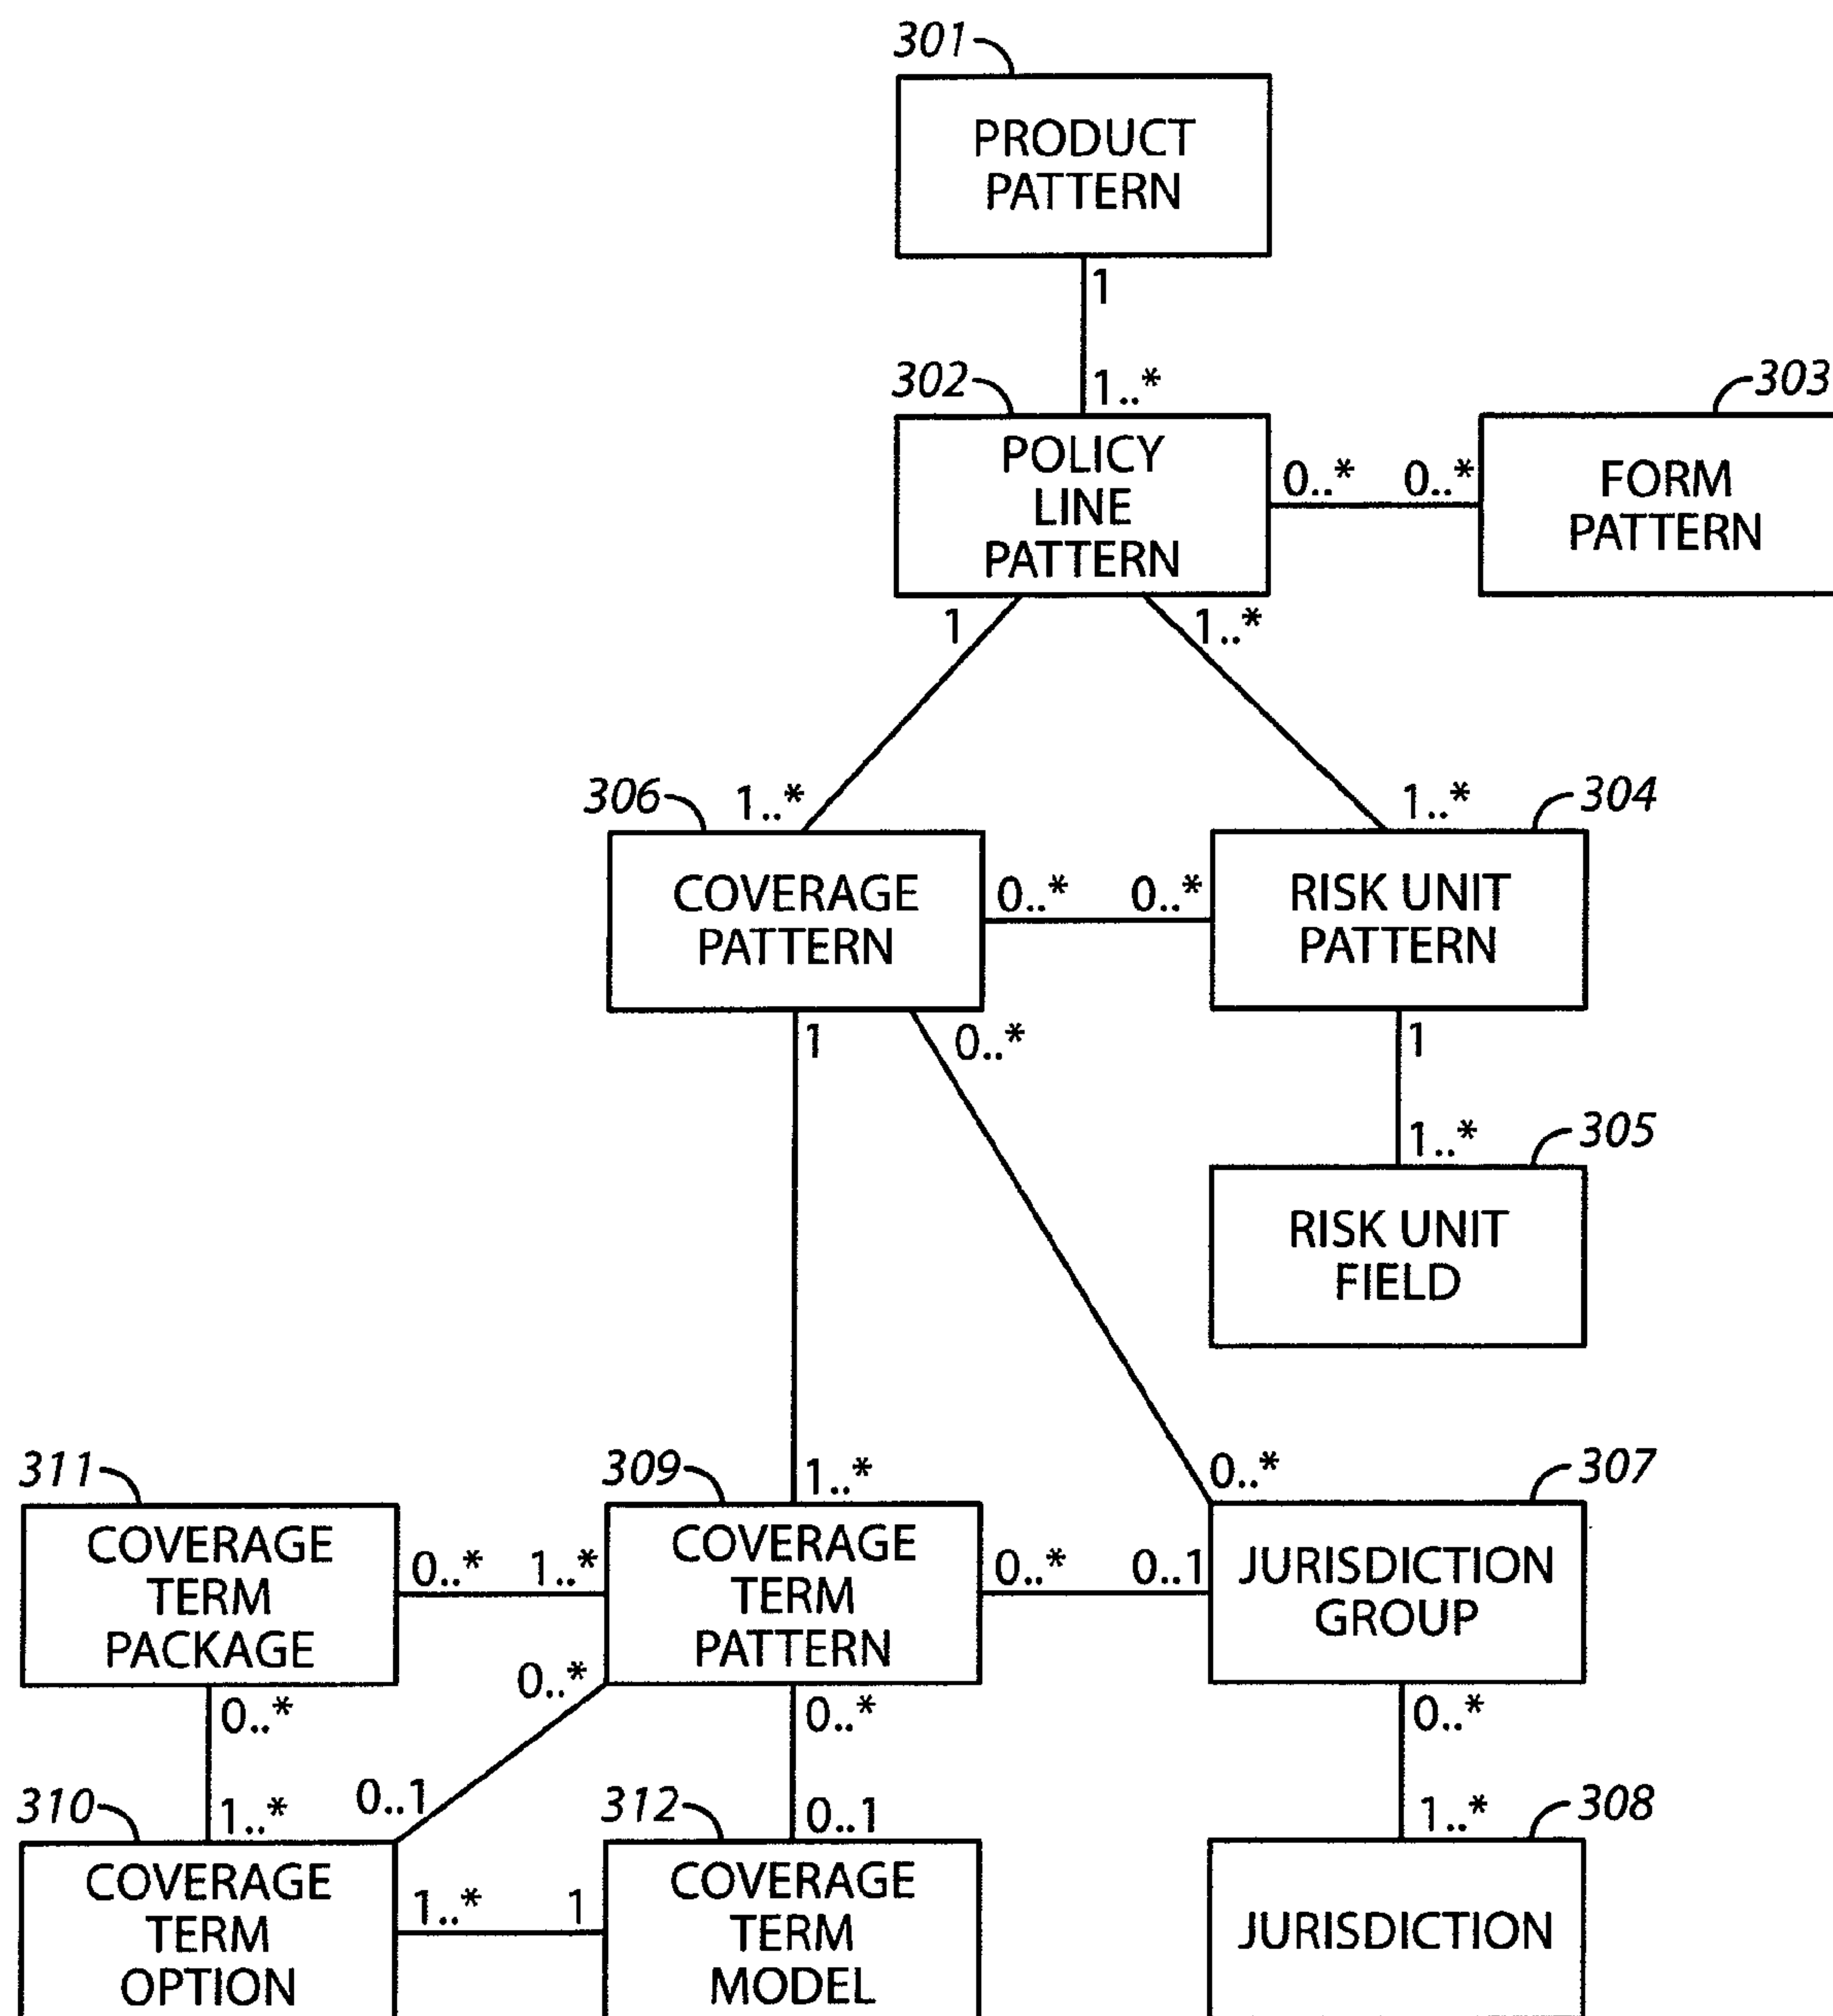 301
PRODUCT
PATTERN
1
1..*
302
303
POLICY
LINE
PATTERN
0..* 0..*
FORM
PATTERN
1
1..*
306
1..*
1..*
304
COVERAGE
PATTERN
0..* 0..*
RISK UNIT
PATTERN
1
0..*
1
1..*
305
RISK UNIT
FIELD
311
309
1..*
0..*
307
COVERAGE
TERM
PACKAGE
0..* 1..*
COVERAGE
TERM
PATTERN
0..* 0..1
JURISDICTION
GROUP
0..*
0..*
0..*
0..*
310
1..*
0..1
312
0..1
1..*
308
COVERAGE
TERM
OPTION
1..* 1
COVERAGE
TERM
MODEL
JURISDICTION